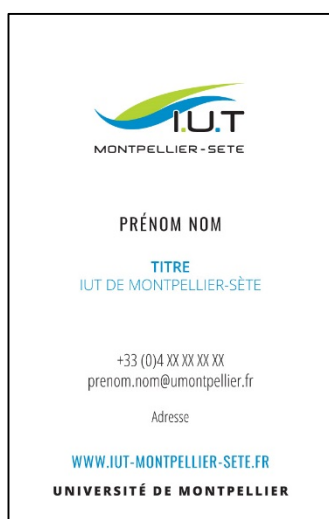 I.U.T
MONTPELLIER-SETE
PRÉNOM NOM
TITRE
IUT DE MONTPELLIER-SÈTE
+33 (0)4 XX XX XX XX
prenom.nom@umontpellier.fr
Adresse
WWW.IUT-MONTPELLIER-SETE.FR
UNIVERSITÉ DE MONTPELLIER